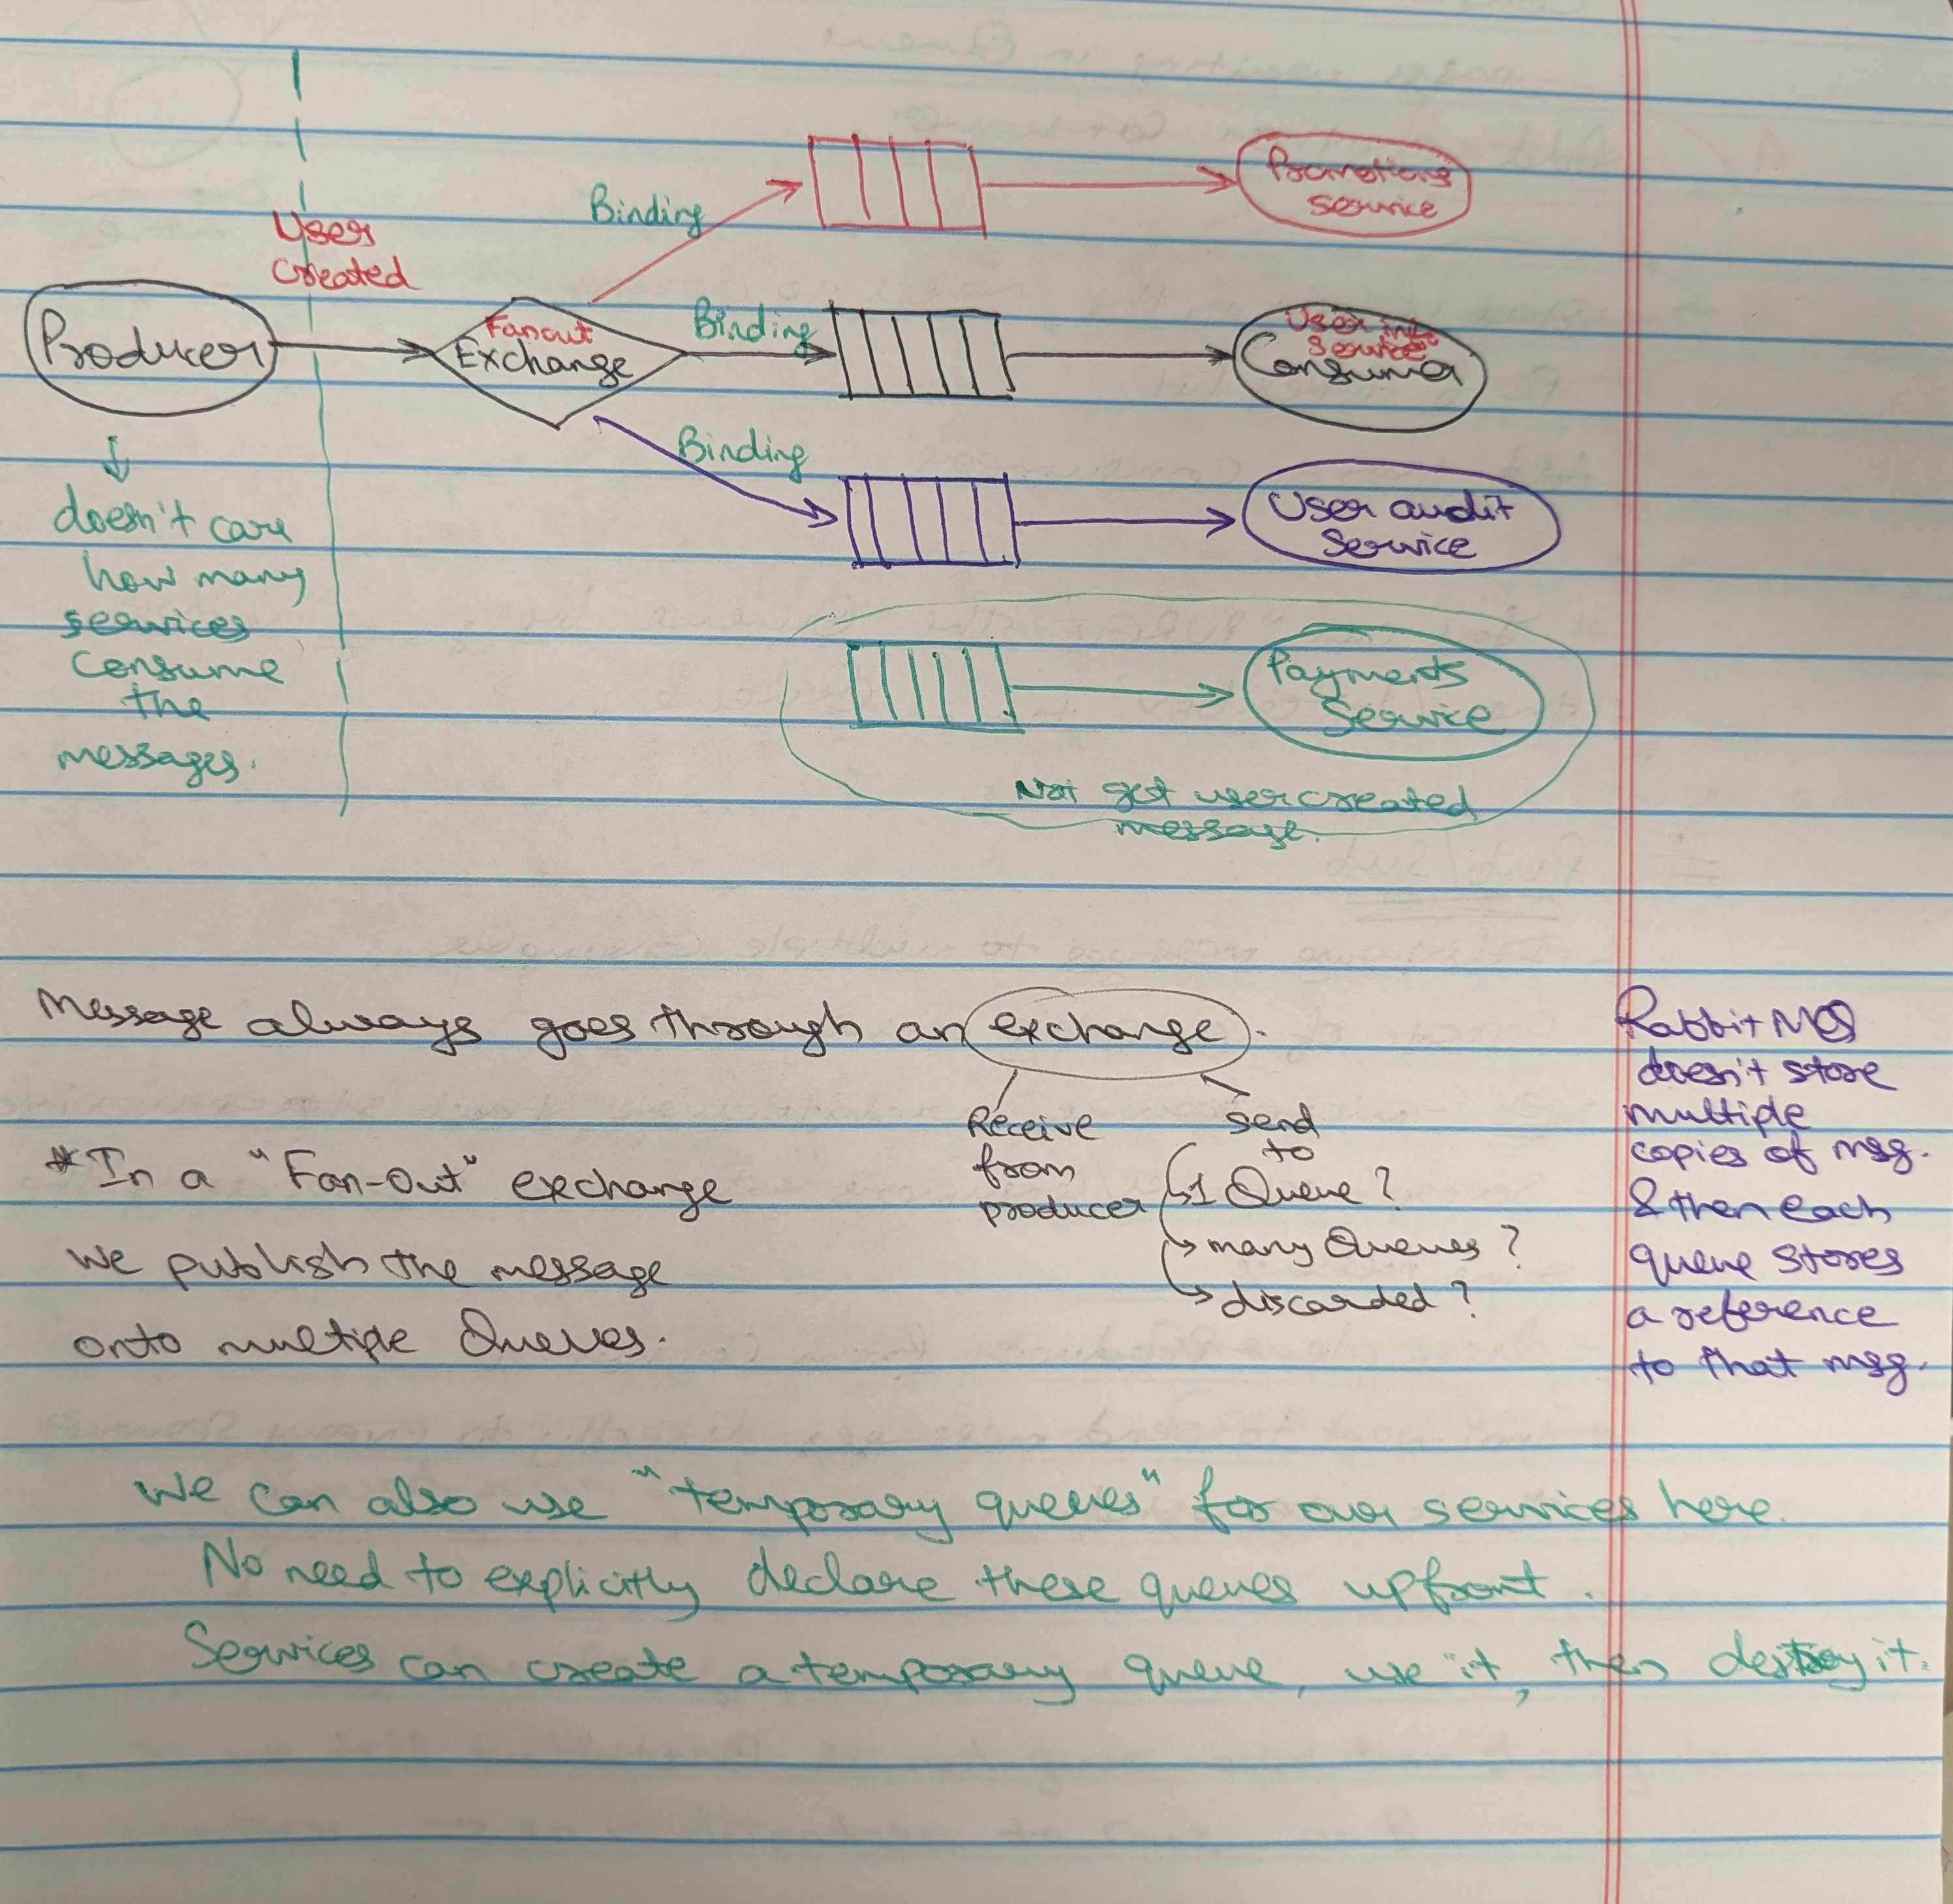 User
Created
Binding
Promotions
service
Producer
Fanout
Exchange
Binding
User info
Service
Consumer
Binding
User audit
Service
doesn't care
how many
services
consume
the
messages.
Payments
Service
Not get user created
message.
Message always goes through an exchange.
Receive
from
producer
send
to
1 Queue ?
many Queues ?
discarded ?
*In a "Fan-Out" exchange
we publish the message
onto multiple Queues.
RabbitMQ
doesn't store
multiple
copies of msg.
& then each
queue stores
a reference
to that msg.
we can also use "temporary queues" for our services here.
No need to explicitly declare these queues upfront.
Services can create a temporary queue, use it, then destroy it.